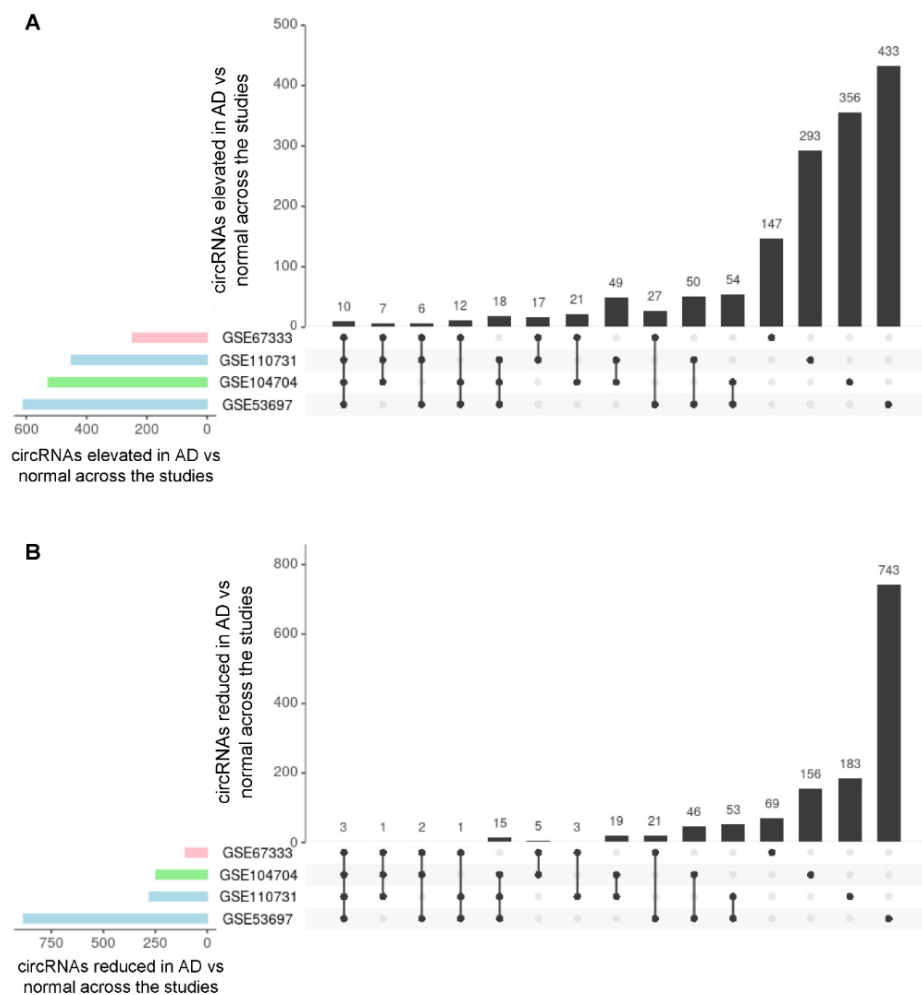 A
circRNAs elevated in AD vs
normal across the studies
500
400
300
200
100
0
10 7 6 12 18 17 21 49 27 50 54 147 293 356 433
GSE67333
GSE110731
GSE104704
GSE53697
600 400 200 0
circRNAs elevated in AD vs
normal across the studies
B
circRNAs reduced in AD vs
normal across the studies
800
600
400
200
0
3 1 2 1 15 5 3 19 21 46 53 69 156 183 743
GSE67333
GSE104704
GSE110731
GSE53697
750 500 250 0
circRNAs reduced in AD vs
normal across the studies